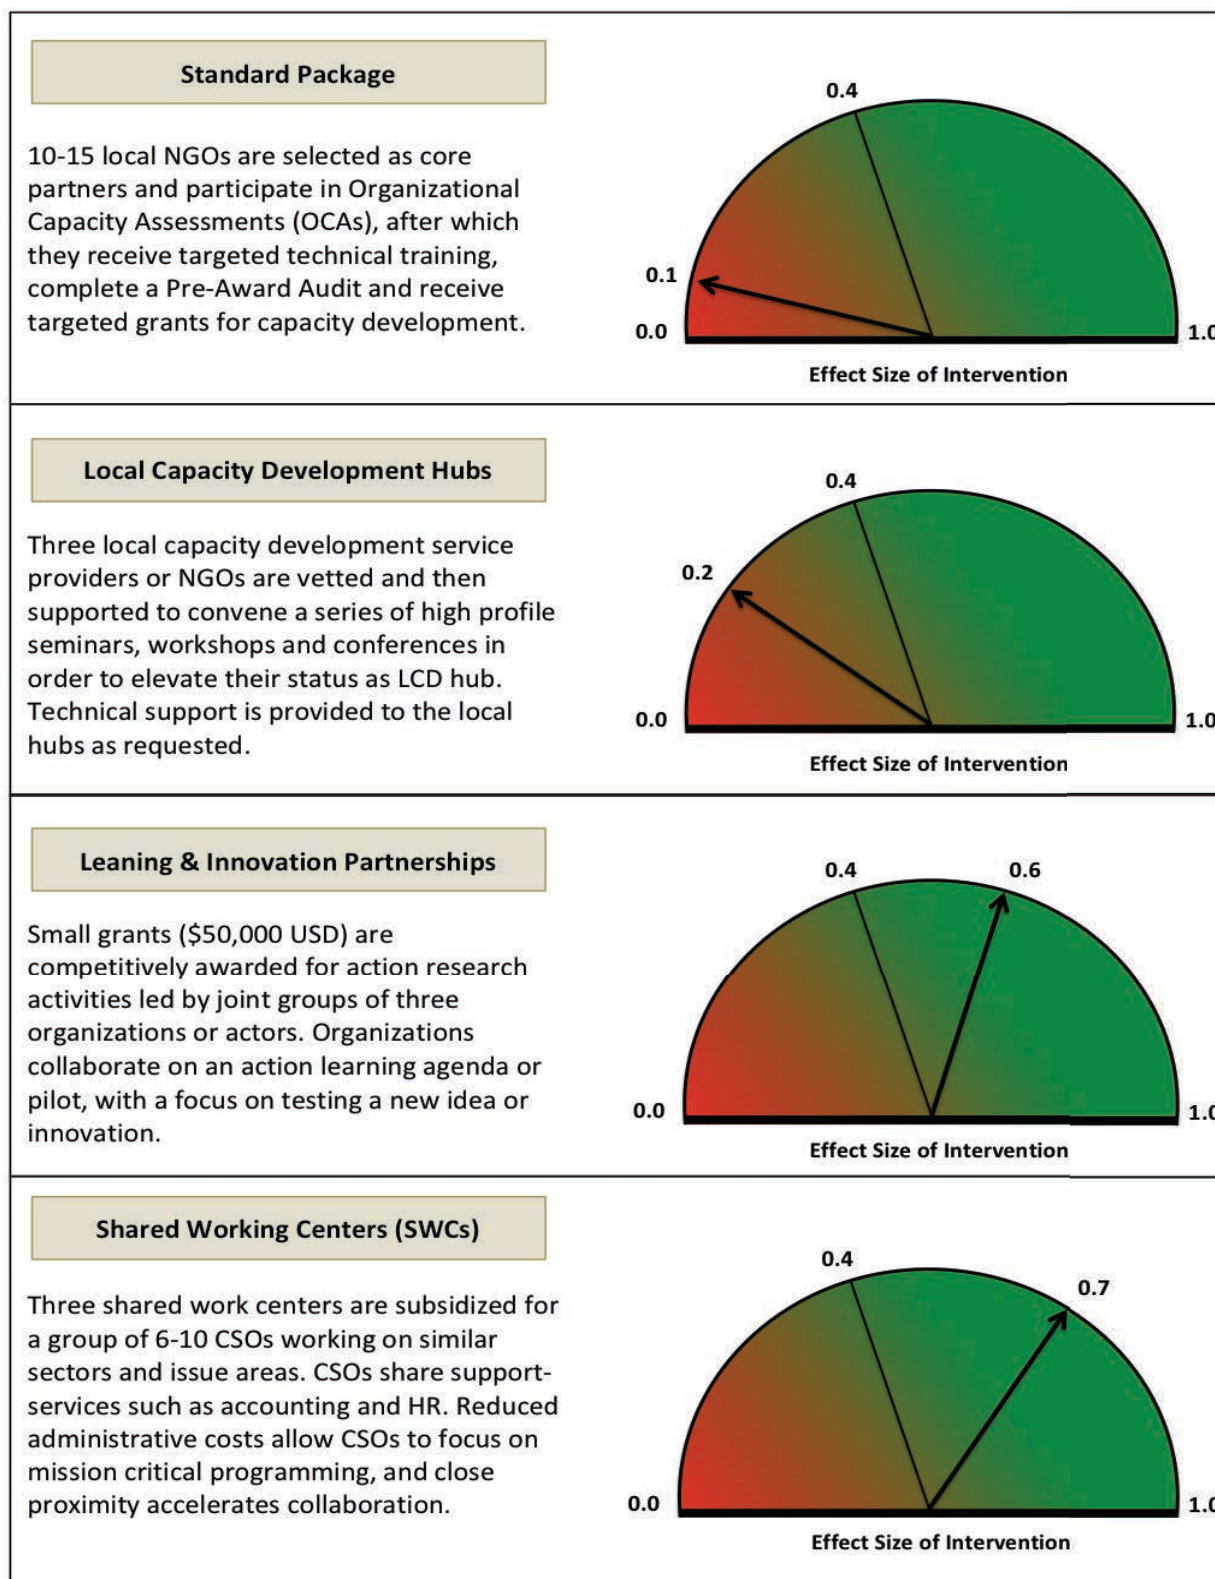 Standard Package
10-15 local NGOs are selected as core
partners and participate in Organizational
Capacity Assessments (OCAs), after which
they receive targeted technical training,
complete a Pre-Award Audit and receive
targeted grants for capacity development.
0.4
0.1
0.0
1.0
Effect Size of Intervention
Local Capacity Development Hubs
Three local capacity development service
providers or NGOs are vetted and then
supported to convene a series of high profile
seminars, workshops and conferences in
order to elevate their status as LCD hub.
Technical support is provided to the local
hubs as requested.
0.4
0.2
0.0
1.0
Effect Size of Intervention
Leaning & Innovation Partnerships
Small grants ($50,000 USD) are
competitively awarded for action research
activities led by joint groups of three
organizations or actors. Organizations
collaborate on an action learning agenda or
pilot, with a focus on testing a new idea or
innovation.
0.4
0.6
0.0
1.0
Effect Size of Intervention
Shared Working Centers (SWCs)
Three shared work centers are subsidized for
a group of 6-10 CSOs working on similar
sectors and issue areas. CSOs share support-
services such as accounting and HR. Reduced
administrative costs allow CSOs to focus on
mission critical programming, and close
proximity accelerates collaboration.
0.4
0.7
0.0
1.0
Effect Size of Intervention